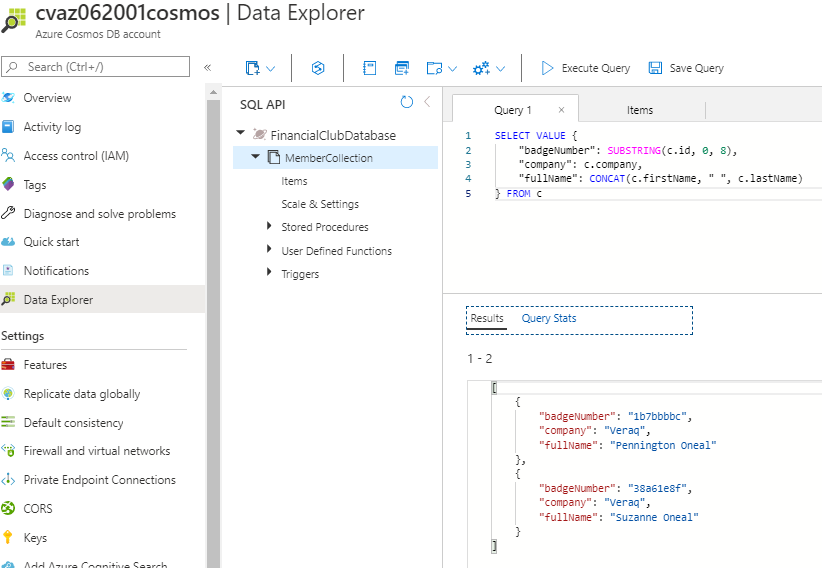 cvaz062001cosmos | Data Explorer
Azure Cosmos DB account
Search (Ctrl+/)
«
Overview
Activity log
Access control (IAM)
Tags
Diagnose and solve problems
Quick start
Notifications
Data Explorer
Settings
Features
Replicate data globally
Default consistency
Firewall and virtual networks
Private Endpoint Connections
CORS
Keys
Add Azure Cognitive Search
SQL API
FinancialClubDatabase
MemberCollection
Items
Scale & Settings
Stored Procedures
User Defined Functions
Triggers
Execute Query
Save Query
Query 1 ×
Items
1 SELECT VALUE {
2 "badgeNumber": SUBSTRING(c.id, 0, 8),
3 "company": c.company,
4 "fullName": CONCAT(c.firstName, " ", c.lastName)
5 } FROM c
Results
Query Stats
1 - 2
[
{
"badgeNumber": "1b7bbbbc",
"company": "Veraq",
"fullName": "Pennington Oneal"
},
{
"badgeNumber": "38a61e8f",
"company": "Veraq",
"fullName": "Suzanne Oneal"
}
]